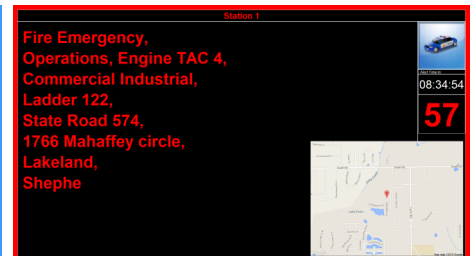 Station 1
Fire Emergency,
Operations, Engine TAC 4,
Commercial Industrial,
Ladder 122,
State Road 574,
1766 Mahaffey circle,
Lakeland,
Shephe
08:34:54
57